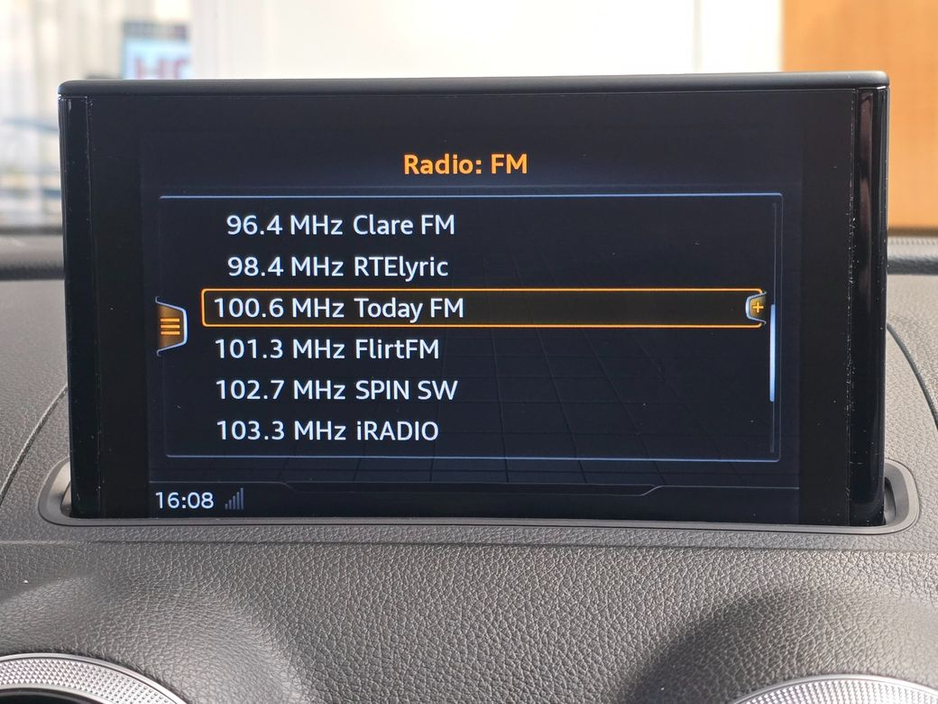 Radio: FM
96.4 MHz Clare FM
98.4 MHz RTElyric
100.6 MHz Today FM
101.3 MHz FlirtFM
102.7 MHz SPIN SW
103.3 MHz iRADIO
16:08